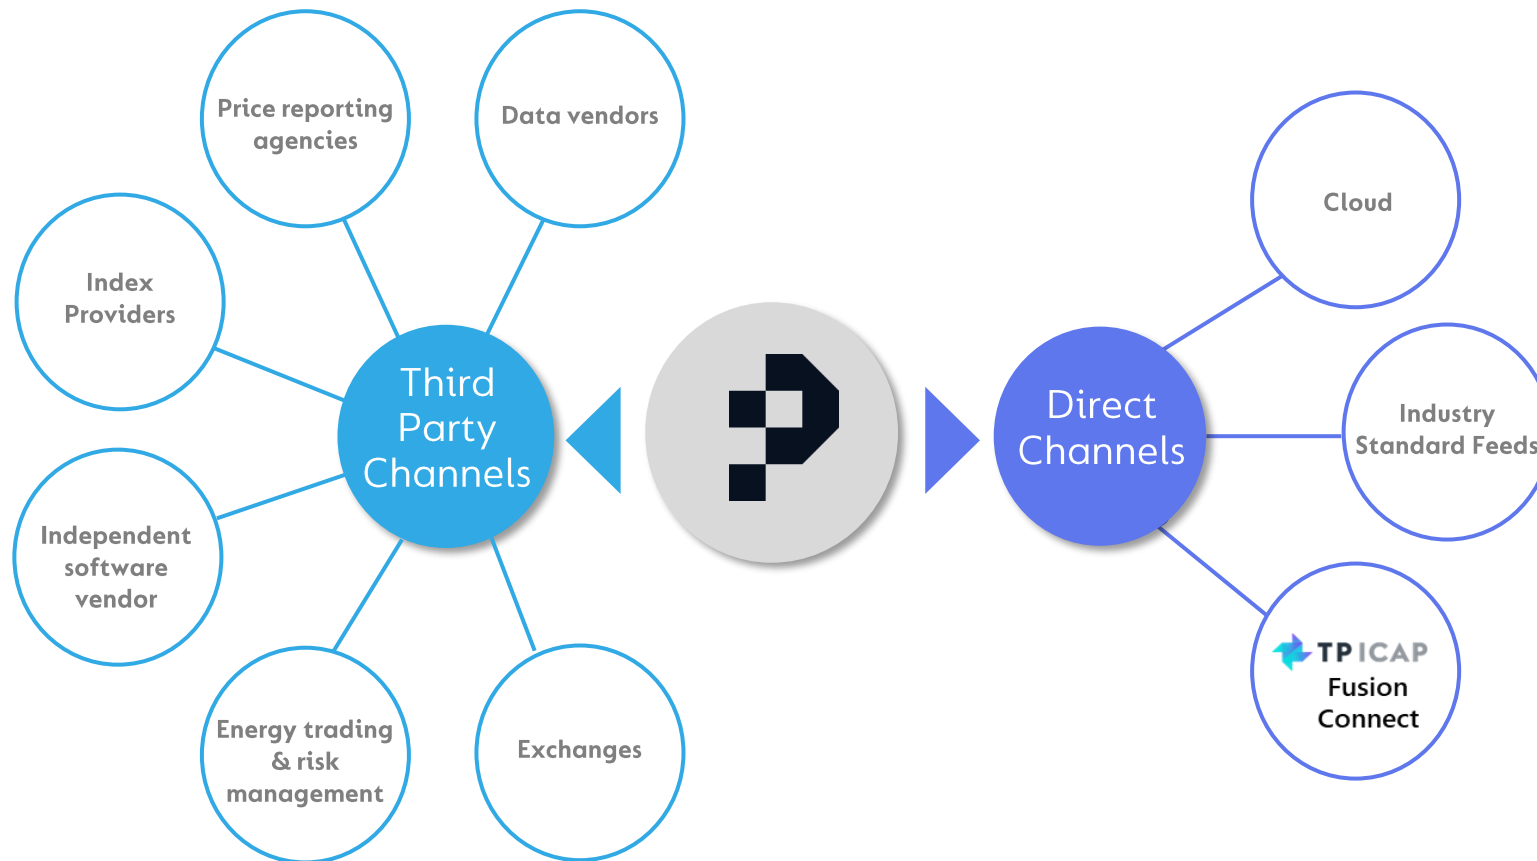 Price reporting
agencies
Data vendors
Index
Providers
Third
Party
Channels
Independent
software
vendor
Energy trading
& risk
management
Exchanges
Direct
Channels
Cloud
Industry
Standard Feeds
TP ICAP
Fusion
Connect